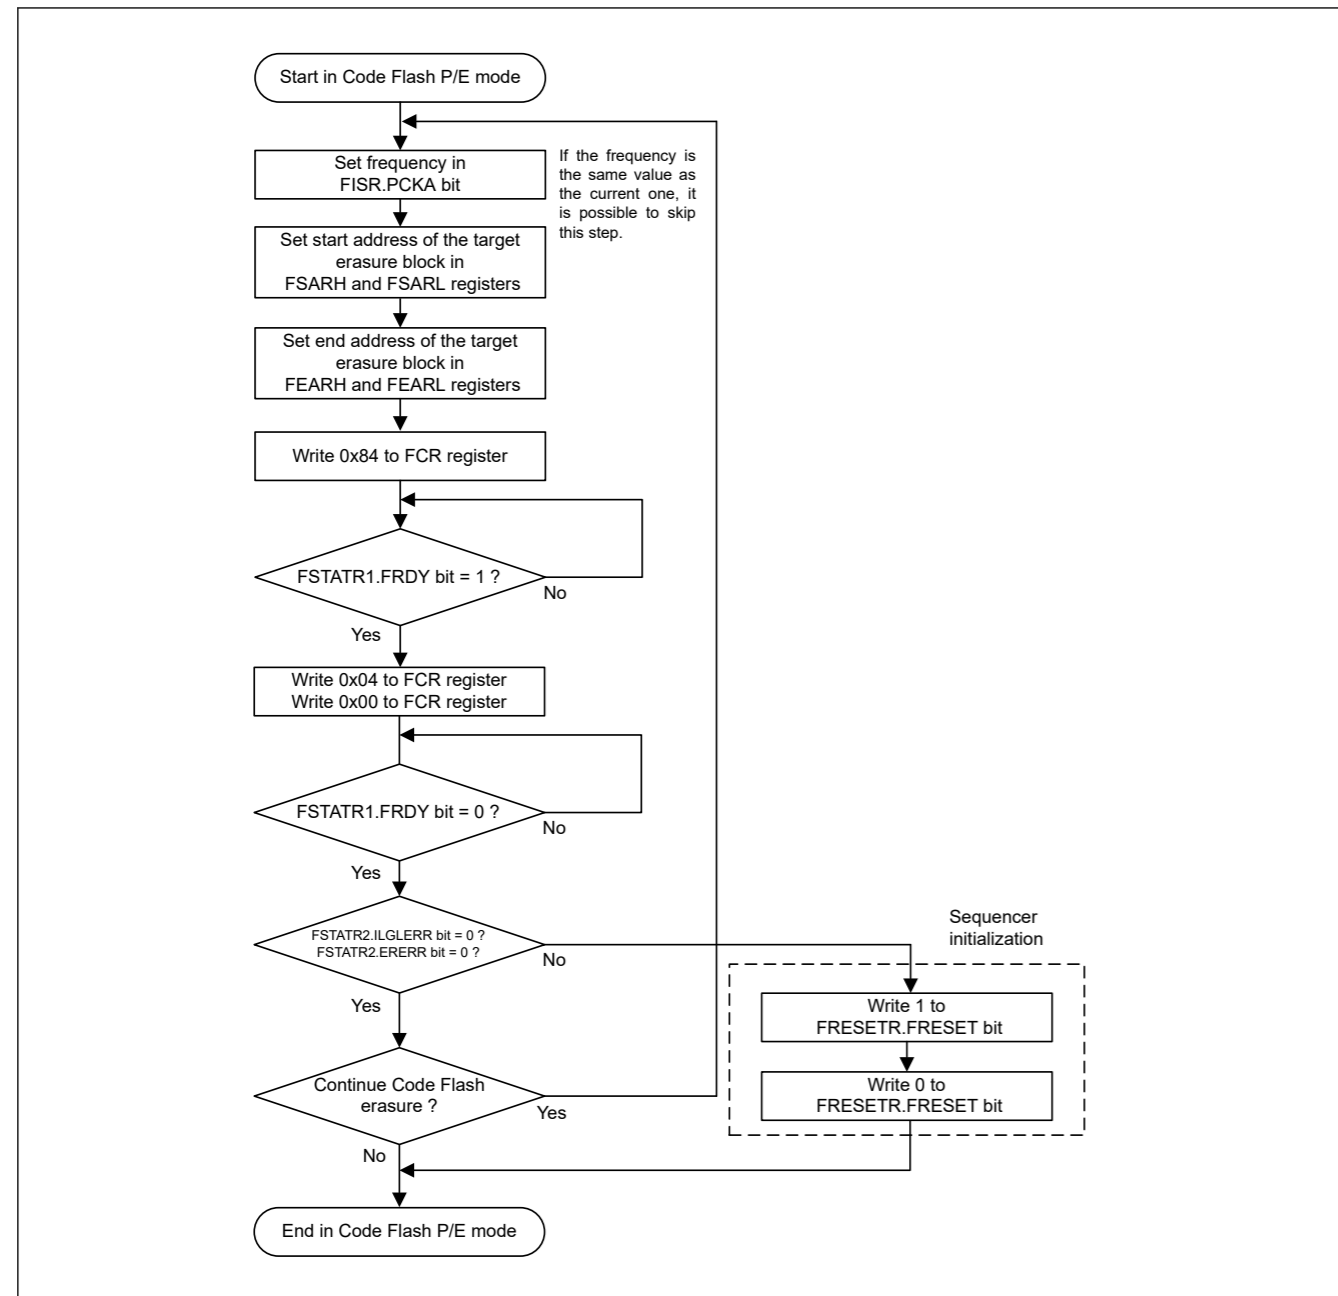 Start in Code Flash P/E mode
Set frequency in
FISR.PCKA bit
If the frequency is
the same value as
the current one, it
is possible to skip
this step.
Set start address of the target
erasure block in
FSARH and FSARL registers
Set end address of the target
erasure block in
FEARH and FEARL registers
Write 0x84 to FCR register
FSTATR1.FRDY bit = 1 ?
No
Yes
Write 0x04 to FCR register
Write 0x00 to FCR register
FSTATR1.FRDY bit = 0 ?
No
Yes
FSTATR2.ILGLERR bit = 0 ?
FSTATR2.ERERR bit = 0 ?
No
Yes
Sequencer
initialization
Write 1 to
FRESETR.FRESET bit
Write 0 to
FRESETR.FRESET bit
Continue Code Flash
erasure ?
Yes
No
End in Code Flash P/E mode